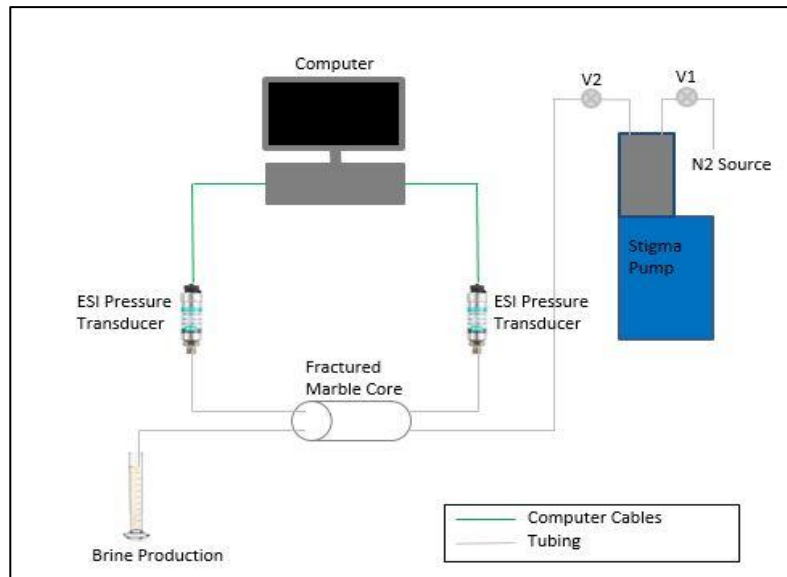 Computer
V2
V1
N2 Source
Stigma
Pump
ESI Pressure
Transducer
ESI Pressure
Transducer
Fractured
Marble Core
Brine Production
Computer Cables
Tubing